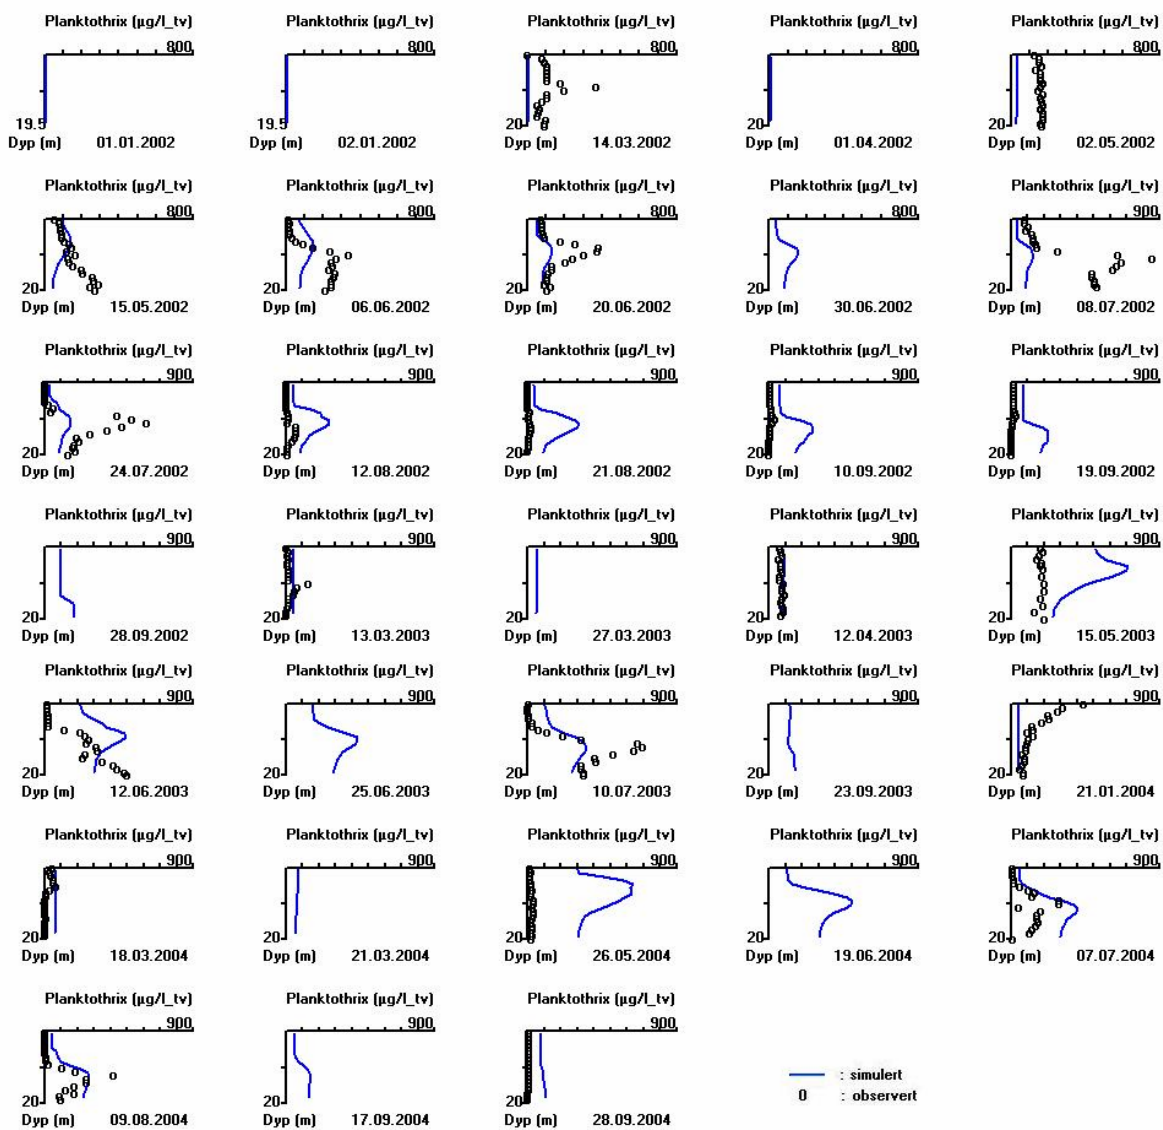 Planktothrix (µg/l_tv) Planktothrix (µg/l_tv) Planktothrix (µg/l_tv) Planktothrix (µg/l_tv) Planktothrix (µg/l_tv)
800 800 800 800 800
19.5 19.5 20 20 20
Dyp (m) 01.01.2002 Dyp (m) 02.01.2002 Dyp (m) 14.03.2002 Dyp (m) 01.04.2002 Dyp (m) 02.05.2002
Planktothrix (µg/l_tv) Planktothrix (µg/l_tv) Planktothrix (µg/l_tv) Planktothrix (µg/l_tv) Planktothrix (µg/l_tv)
800 800 800 800 900
20 20 20 20 20
Dyp (m) 15.05.2002 Dyp (m) 06.06.2002 Dyp (m) 20.06.2002 Dyp (m) 30.06.2002 Dyp (m) 08.07.2002
Planktothrix (µg/l_tv) Planktothrix (µg/l_tv) Planktothrix (µg/l_tv) Planktothrix (µg/l_tv) Planktothrix (µg/l_tv)
900 900 900 900 900
20 20 20 20 20
Dyp (m) 24.07.2002 Dyp (m) 12.08.2002 Dyp (m) 21.08.2002 Dyp (m) 10.09.2002 Dyp (m) 19.09.2002
Planktothrix (µg/l_tv) Planktothrix (µg/l_tv) Planktothrix (µg/l_tv) Planktothrix (µg/l_tv) Planktothrix (µg/l_tv)
900 900 900 900 900
20 20 20 20 20
Dyp (m) 28.09.2002 Dyp (m) 13.03.2003 Dyp (m) 27.03.2003 Dyp (m) 12.04.2003 Dyp (m) 15.05.2003
Planktothrix (µg/l_tv) Planktothrix (µg/l_tv) Planktothrix (µg/l_tv) Planktothrix (µg/l_tv) Planktothrix (µg/l_tv)
900 900 900 900 900
20 20 20 20 20
Dyp (m) 12.06.2003 Dyp (m) 25.06.2003 Dyp (m) 10.07.2003 Dyp (m) 23.09.2003 Dyp (m) 21.01.2004
Planktothrix (µg/l_tv) Planktothrix (µg/l_tv) Planktothrix (µg/l_tv) Planktothrix (µg/l_tv) Planktothrix (µg/l_tv)
900 900 900 900 900
20 20 20 20 20
Dyp (m) 18.03.2004 Dyp (m) 21.03.2004 Dyp (m) 26.05.2004 Dyp (m) 19.06.2004 Dyp (m) 07.07.2004
Planktothrix (µg/l_tv) Planktothrix (µg/l_tv) Planktothrix (µg/l_tv)
900 900 900
20 20 20
Dyp (m) 09.08.2004 Dyp (m) 17.09.2004 Dyp (m) 28.09.2004
: simulert
0 : observert